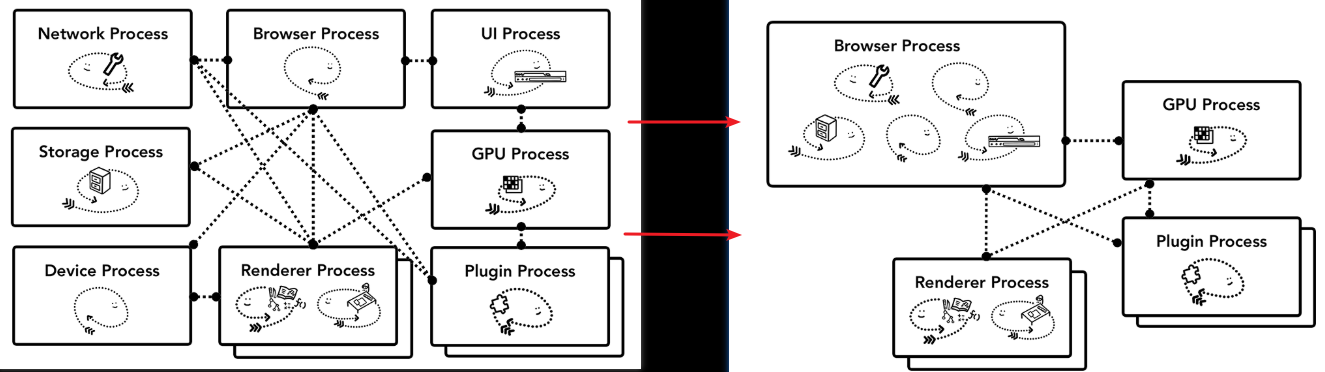 Network Process
Browser Process
UI Process
Storage Process
GPU Process
Device Process
Renderer Process
Plugin Process
Browser Process
GPU Process
Plugin Process
Renderer Process